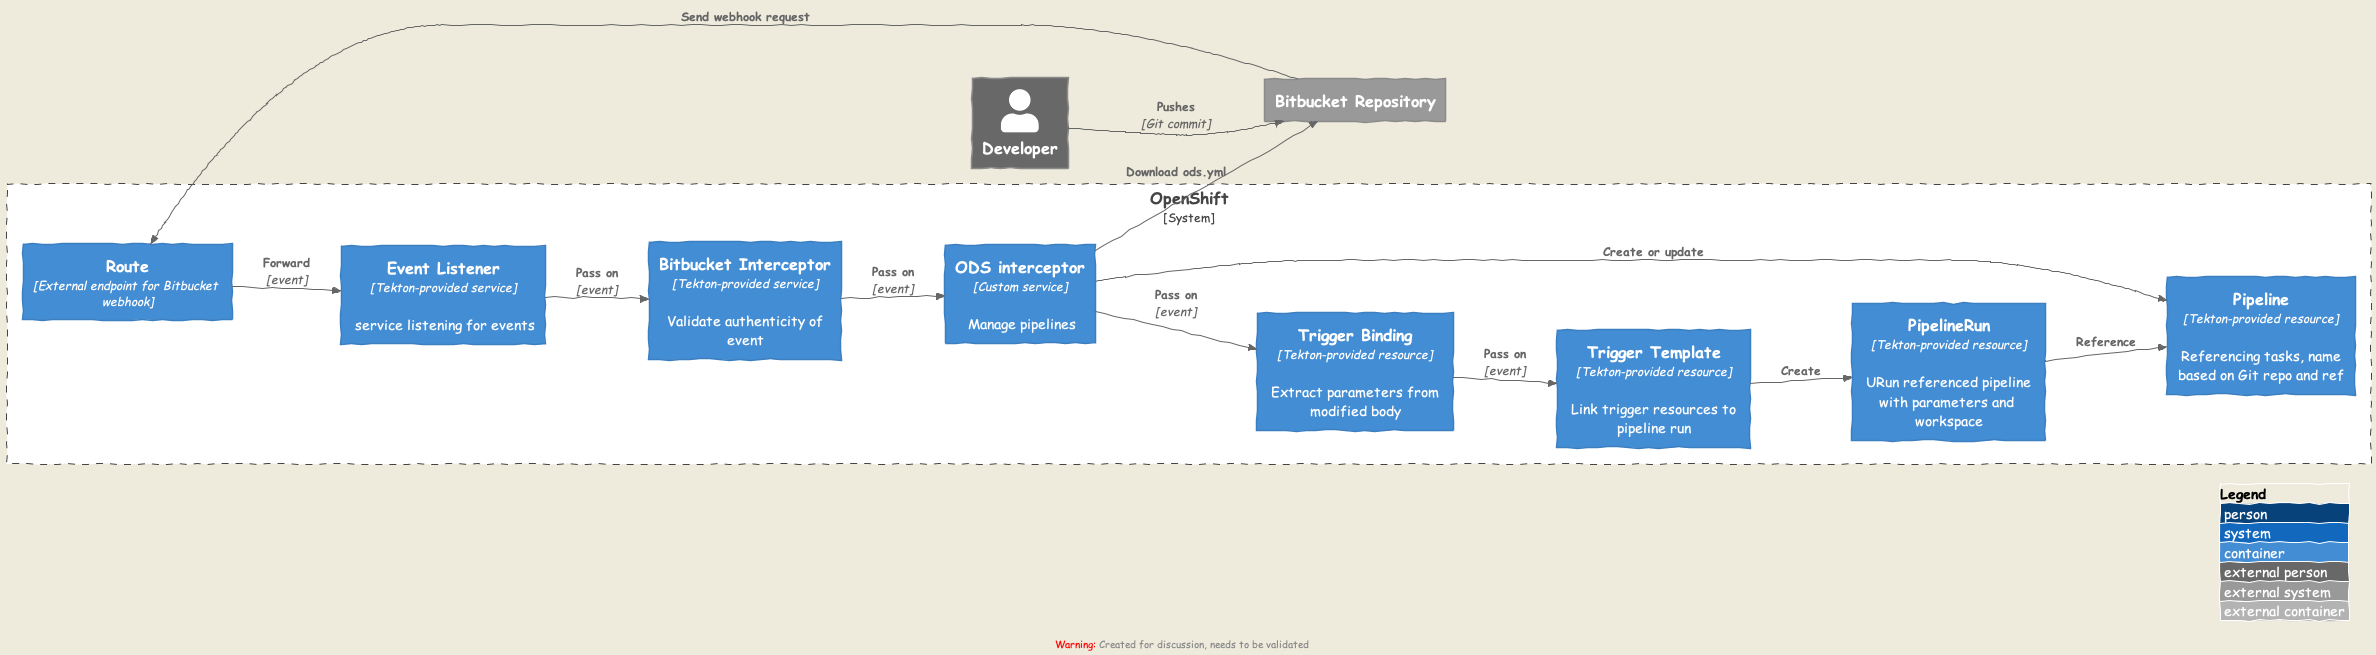 Send webhook request
Developer
Pushes
[Git commit]
Bitbucket Repository
Download ods.yml
OpenShift
[System]
Route
[External endpoint for Bitbucket
webhook]
Forward
[event]
Event Listener
[Tekton-provided service]
service listening for events
Pass on
[event]
Bitbucket Interceptor
[Tekton-provided service]
Validate authenticity of
event
Pass on
[event]
ODS interceptor
[Custom service]
Manage pipelines
Create or update
Pass on
[event]
Trigger Binding
[Tekton-provided resource]
Extract parameters from
modified body
Pass on
[event]
Trigger Template
[Tekton-provided resource]
Link trigger resources to
pipeline run
Create
PipelineRun
[Tekton-provided resource]
URun referenced pipeline
with parameters and
workspace
Reference
Pipeline
[Tekton-provided resource]
Referencing tasks, name
based on Git repo and ref
Legend
person
system
container
external person
external system
external container
Warning: Created for discussion, needs to be validated